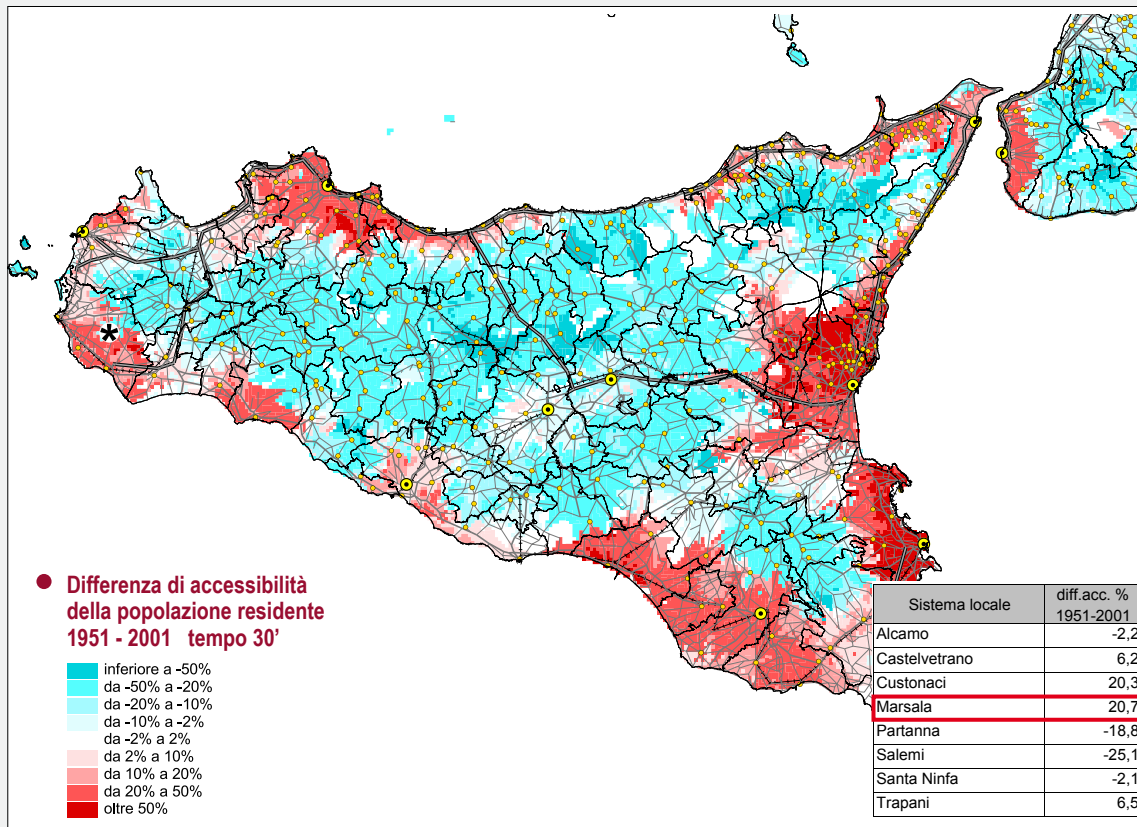 *
● Differenza di accessibilità
della popolazione residente
1951 - 2001 tempo 30'
inferiore a -50%
da -50% a -20%
da -20% a -10%
da -10% a -2%
da -2% a 2%
da 2% a 10%
da 10% a 20%
da 20% a 50%
oltre 50%
Sistema locale diff.acc. % 1951-2001
Alcamo -2,2
Castelvetrano 6,2
Custonaci 20,3
Marsala 20,7
Partanna -18,8
Salemi -25,1
Santa Ninfa -2,1
Trapani 6,5